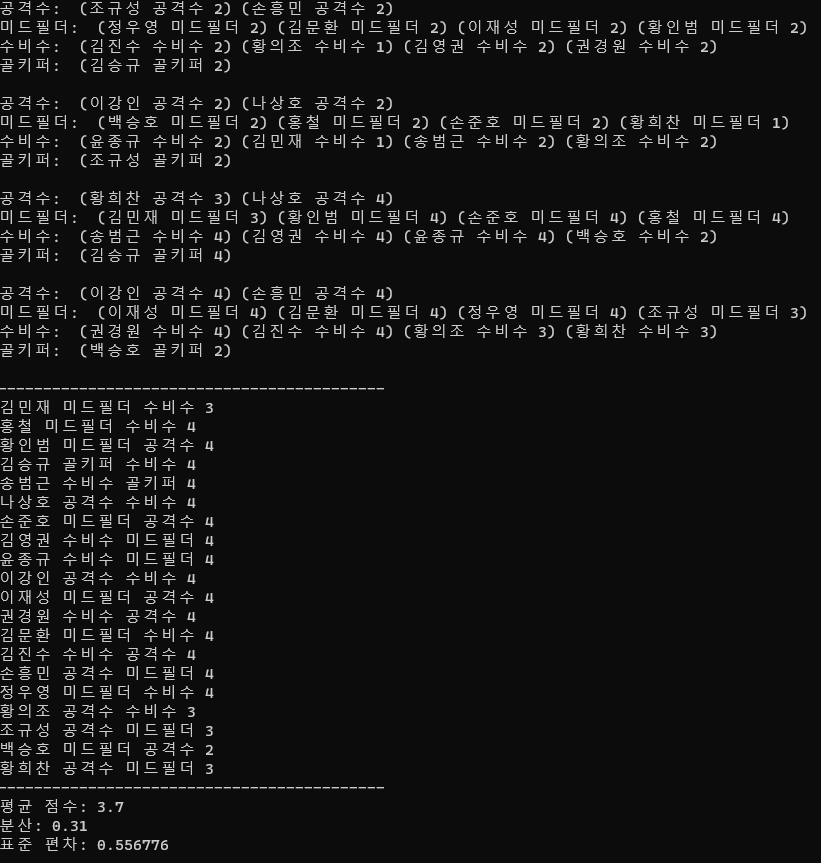 공격수:  (조규성 공격수 2) (손흥민 공격수 2)
미드필더:  (정우영 미드필더 2) (김문환 미드필더 2) (이재성 미드필더 2) (황인범 미드필더 2)
수비수:  (김진수 수비수 2) (황의조 수비수 1) (김영권 수비수 2) (권경원 수비수 2)
골키퍼:  (김승규 골키퍼 2)

공격수:  (이강인 공격수 2) (나상호 공격수 2)
미드필더:  (백승호 미드필더 2) (홍철 미드필더 2) (손준호 미드필더 2) (황희찬 미드필더 1)
수비수:  (윤종규 수비수 2) (김민재 수비수 1) (송범근 수비수 2) (황의조 수비수 2)
골키퍼:  (조규성 골키퍼 2)

공격수:  (황희찬 공격수 3) (나상호 공격수 4)
미드필더:  (김민재 미드필더 3) (황인범 미드필더 4) (손준호 미드필더 4) (홍철 미드필더 4)
수비수:  (송범근 수비수 4) (김영권 수비수 4) (윤종규 수비수 4) (백승호 수비수 2)
골키퍼:  (김승규 골키퍼 4)

공격수:  (이강인 공격수 4) (손흥민 공격수 4)
미드필더:  (이재성 미드필더 4) (김문환 미드필더 4) (정우영 미드필더 4) (조규성 미드필더 3)
수비수:  (권경원 수비수 4) (김진수 수비수 4) (황의조 수비수 3) (황희찬 수비수 3)
골키퍼:  (백승호 골키퍼 2)

-------------------------------------------
김민재 미드필더 수비수 3
홍철 미드필더 수비수 4
황인범 미드필더 공격수 4
김승규 골키퍼 수비수 4
송범근 수비수 골키퍼 4
나상호 공격수 수비수 4
손준호 미드필더 공격수 4
김영권 수비수 미드필더 4
윤종규 수비수 미드필더 4
이강인 공격수 수비수 4
이재성 미드필더 공격수 4
권경원 수비수 공격수 4
김문환 미드필더 수비수 4
김진수 수비수 공격수 4
손흥민 공격수 미드필더 4
정우영 미드필더 수비수 4
황의조 공격수 수비수 3
조규성 공격수 미드필더 3
백승호 미드필더 공격수 2
황희찬 공격수 미드필더 3
-------------------------------------------
평균 점수: 3.7
분산: 0.31
표준 편차: 0.556776